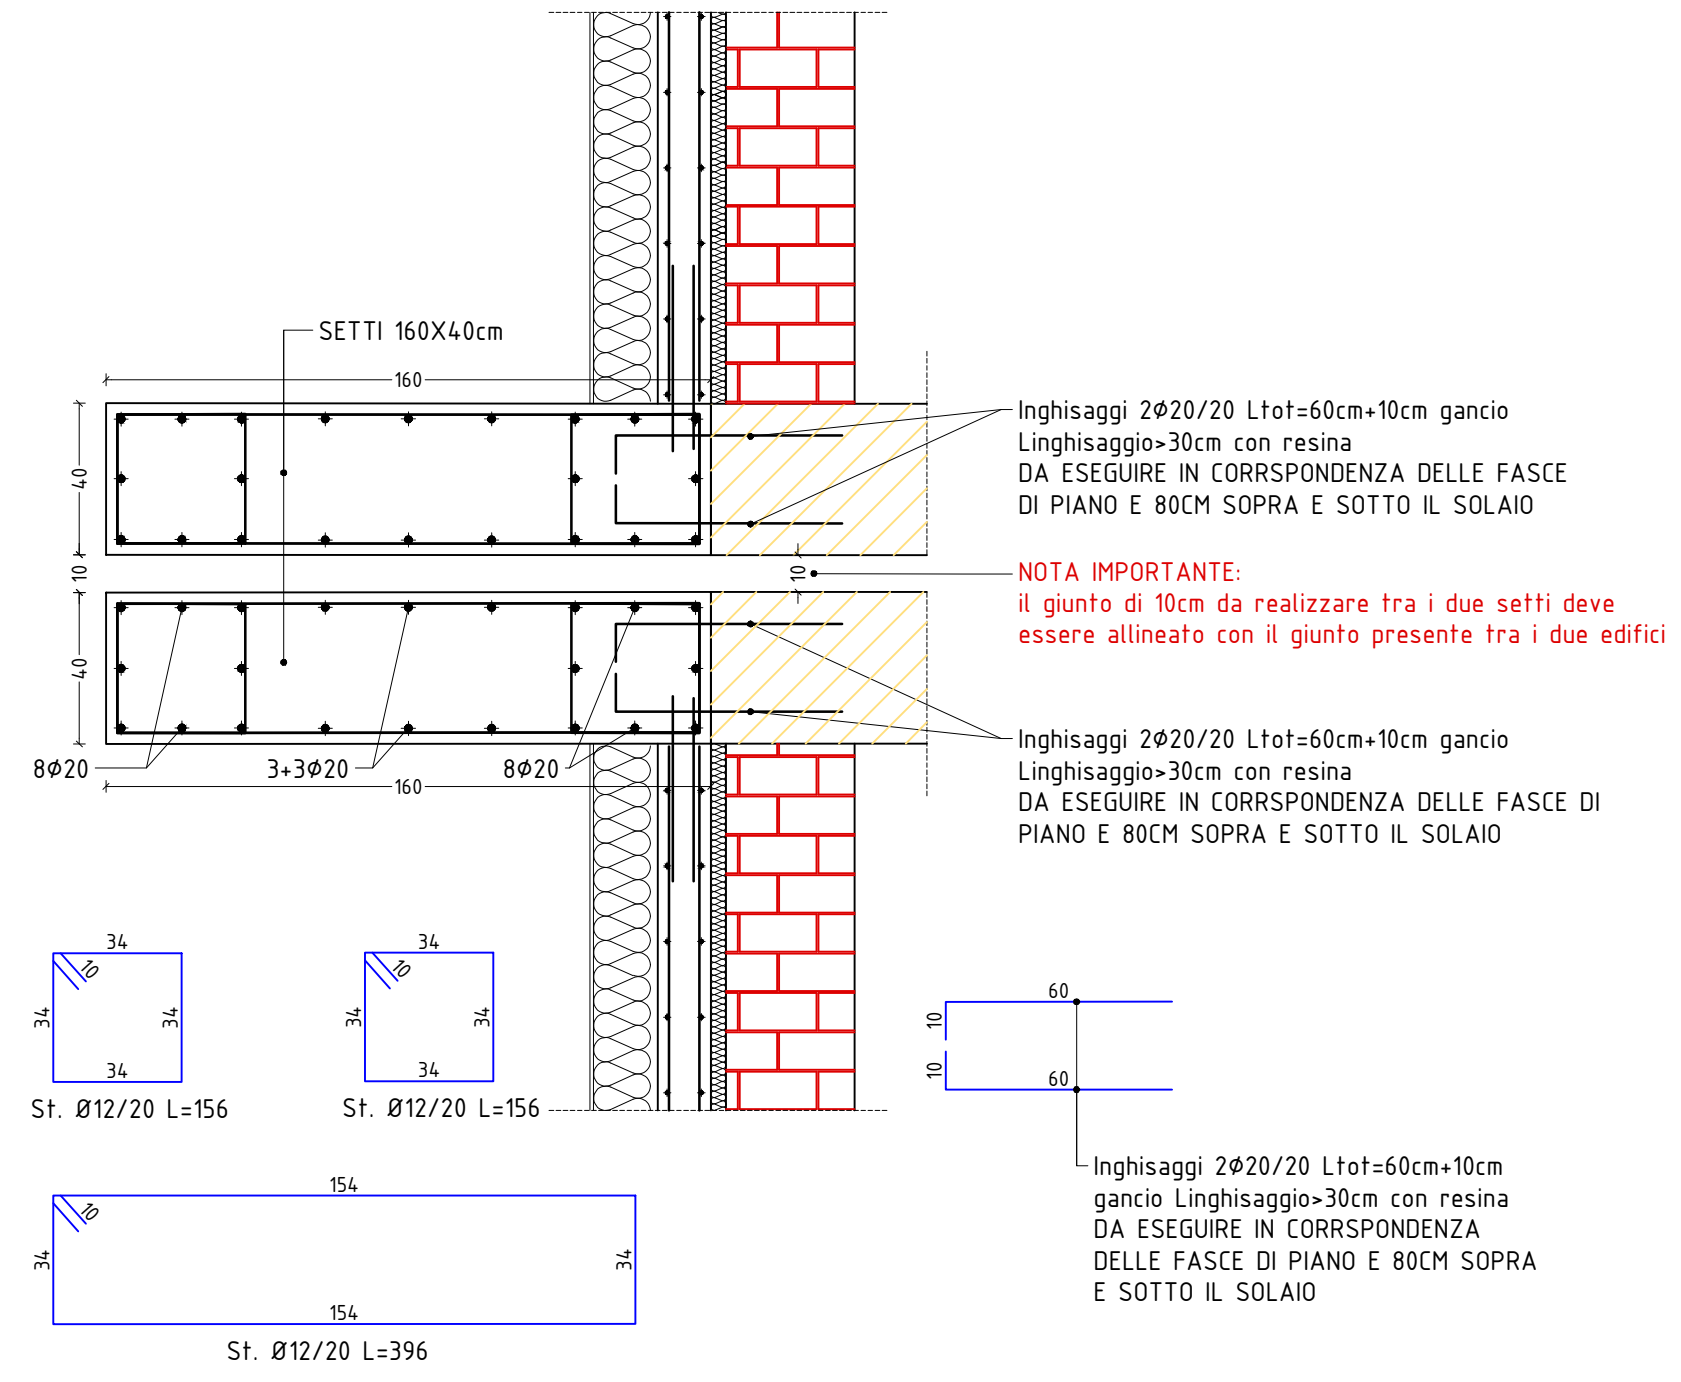 SETTI 160X40cm
160
40
10
40
10
Inghisaggi 2Φ20/20 Ltot=60cm+10cm gancio
Linghisaggio>30cm con resina
DA ESEGUIRE IN CORRSPONDENZA DELLE FASCE
DI PIANO E 80CM SOPRA E SOTTO IL SOLAIO
NOTA IMPORTANTE:
il giunto di 10cm da realizzare tra i due setti deve
essere allineato con il giunto presente tra i due edifici
Inghisaggi 2Φ20/20 Ltot=60cm+10cm gancio
Linghisaggio>30cm con resina
DA ESEGUIRE IN CORRSPONDENZA DELLE FASCE DI
PIANO E 80CM SOPRA E SOTTO IL SOLAIO
8Φ20
3+3Φ20
8Φ20
160
34
10
34
34
34
St. Ø12/20 L=156
34
10
34
34
34
St. Ø12/20 L=156
60
10
10
60
Inghisaggi 2Φ20/20 Ltot=60cm+10cm
gancio Linghisaggio>30cm con resina
DA ESEGUIRE IN CORRSPONDENZA
DELLE FASCE DI PIANO E 80CM SOPRA
E SOTTO IL SOLAIO
154
10
34
34
154
St. Ø12/20 L=396